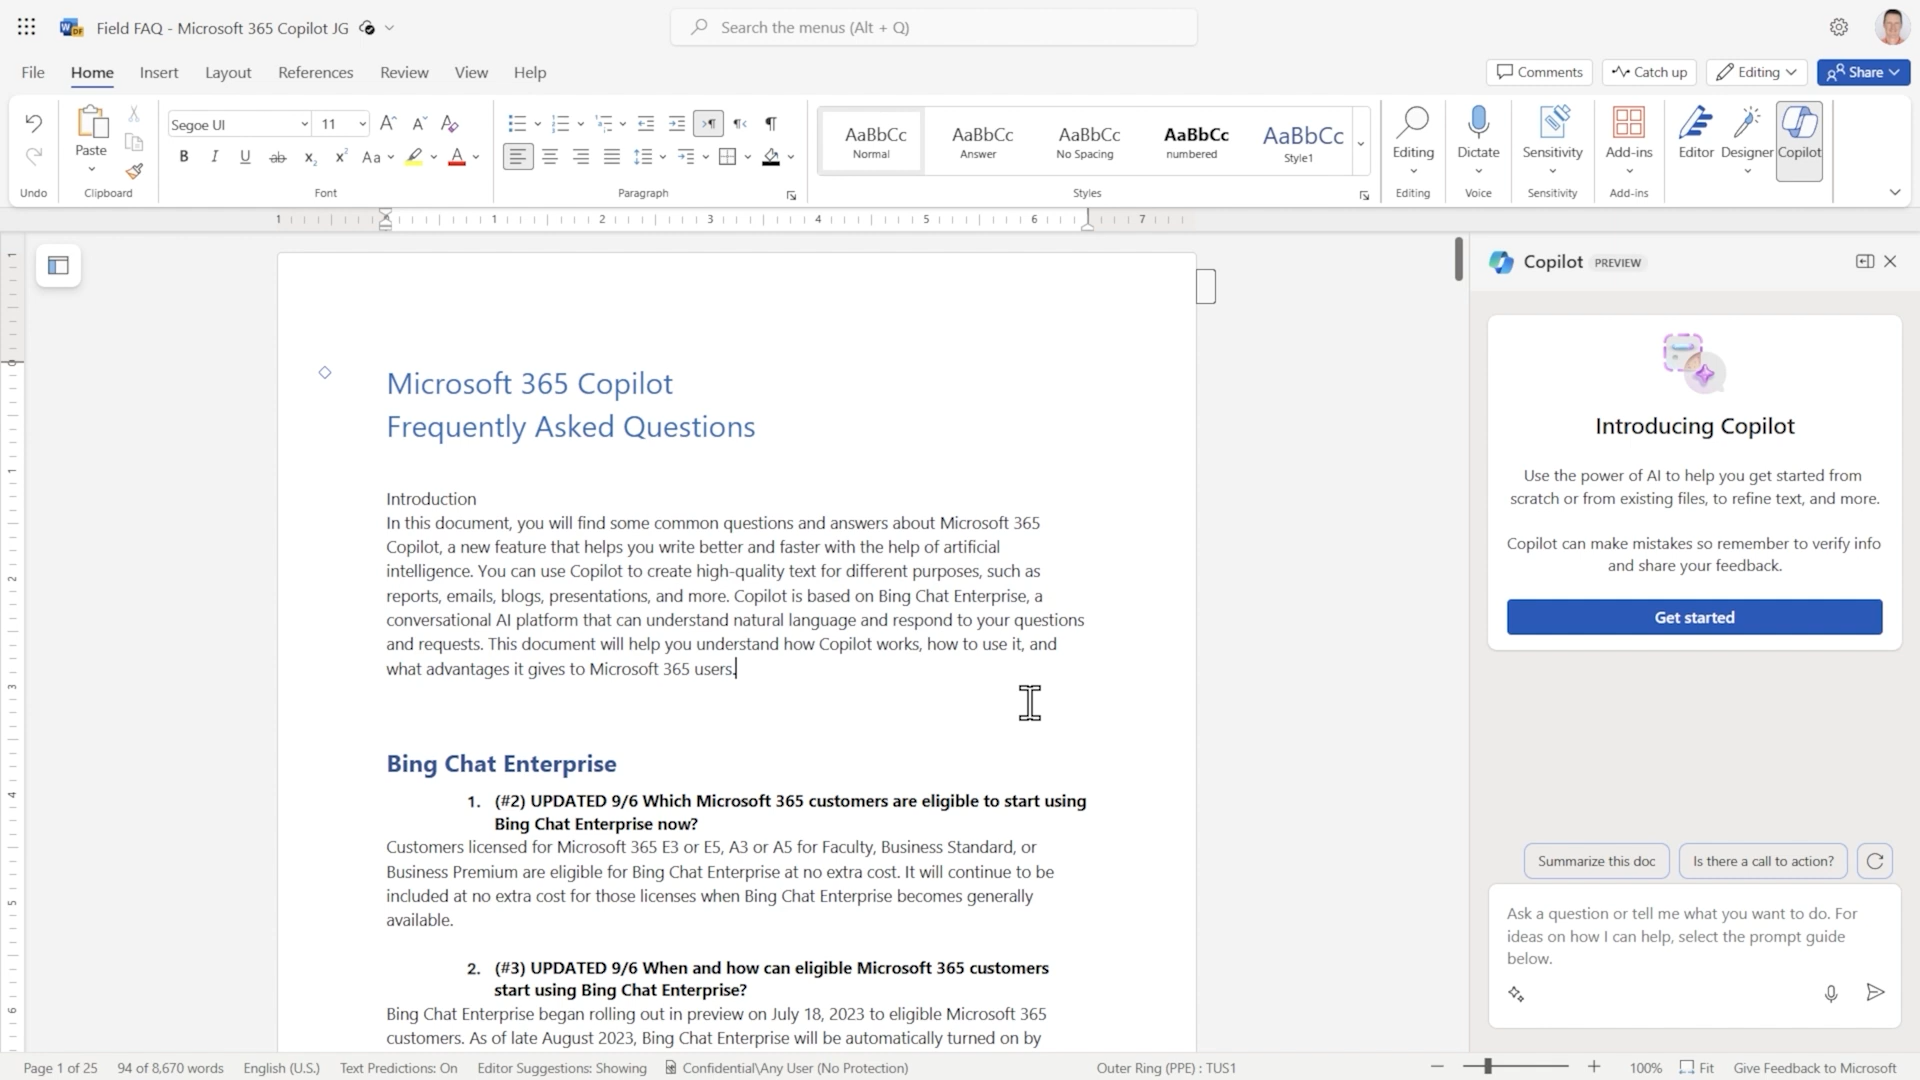 Field FAQ - Microsoft 365 Copilot JG
Search the menus (Alt + Q)
File Home Insert Layout References Review View Help
Comments Catch up Editing Share
Segoe UI 11
Paste
Undo Clipboard Font Paragraph Styles
AaBbCc AaBbCc AaBbCc AaBbCc AaBbCc
Normal Answer No Spacing numbered Style1
Editing Dictate Sensitivity Add-ins Editor Designer Copilot
Editing Voice Sensitivity Add-ins
1 1 2 3 4 5 6 7
Microsoft 365 Copilot
Frequently Asked Questions
Introduction
In this document, you will find some common questions and answers about Microsoft 365
Copilot, a new feature that helps you write better and faster with the help of artificial
intelligence. You can use Copilot to create high-quality text for different purposes, such as
reports, emails, blogs, presentations, and more. Copilot is based on Bing Chat Enterprise, a
conversational AI platform that can understand natural language and respond to your questions
and requests. This document will help you understand how Copilot works, how to use it, and
what advantages it gives to Microsoft 365 users.
Bing Chat Enterprise
1. (#2) UPDATED 9/6 Which Microsoft 365 customers are eligible to start using
Bing Chat Enterprise now?
Customers licensed for Microsoft 365 E3 or E5, A3 or A5 for Faculty, Business Standard, or
Business Premium are eligible for Bing Chat Enterprise at no extra cost. It will continue to be
included at no extra cost for those licenses when Bing Chat Enterprise becomes generally
available.
2. (#3) UPDATED 9/6 When and how can eligible Microsoft 365 customers
start using Bing Chat Enterprise?
Bing Chat Enterprise began rolling out in preview on July 18, 2023 to eligible Microsoft 365
customers. As of late August 2023, Bing Chat Enterprise will be automatically turned on by
Copilot PREVIEW
Introducing Copilot
Use the power of AI to help you get started from
scratch or from existing files, to refine text, and more.
Copilot can make mistakes so remember to verify info
and share your feedback.
Get started
Summarize this doc Is there a call to action?
Ask a question or tell me what you want to do. For
ideas on how I can help, select the prompt guide
below.
Page 1 of 25 94 of 8,670 words English (U.S.) Text Predictions: On Editor Suggestions: Showing Confidential\Any User (No Protection) Outer Ring (PPE) : TUS1 100% Fit Give Feedback to Microsoft